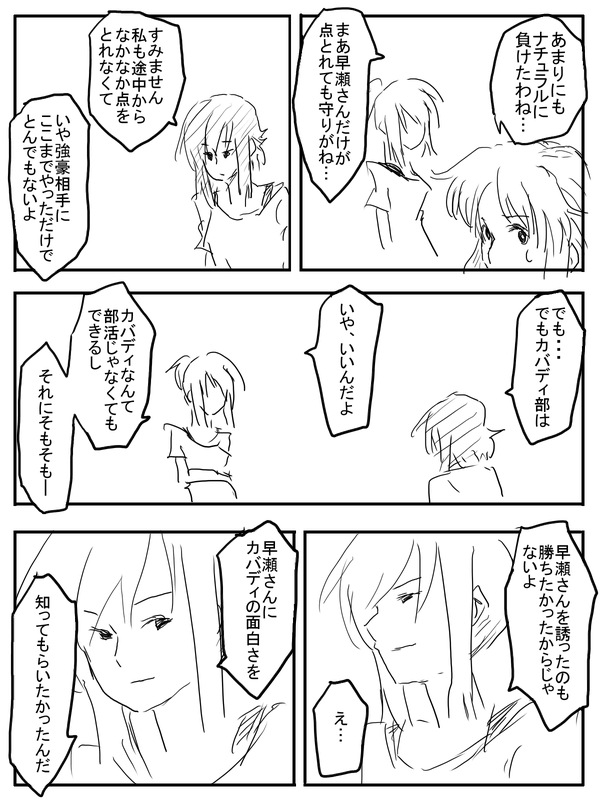 あまりにも
ナチュラルに
負けたわね…
まあ早瀬さんだけが
点とれても守りがね…
すみません
私も途中から
なかなか点を
とれなくて
いや強豪相手に
ここまでやっただけで
とんでもないよ
でも・・・
でもカバディ部は
いや、いいんだよ
カバディなんて
部活じゃなくても
できるし
それにそもそもー
早瀬さんを誘ったのも
勝ちたかったからじゃ
ないよ
え…
早瀬さんに
カバディの面白さを
知ってもらいたかったんだ